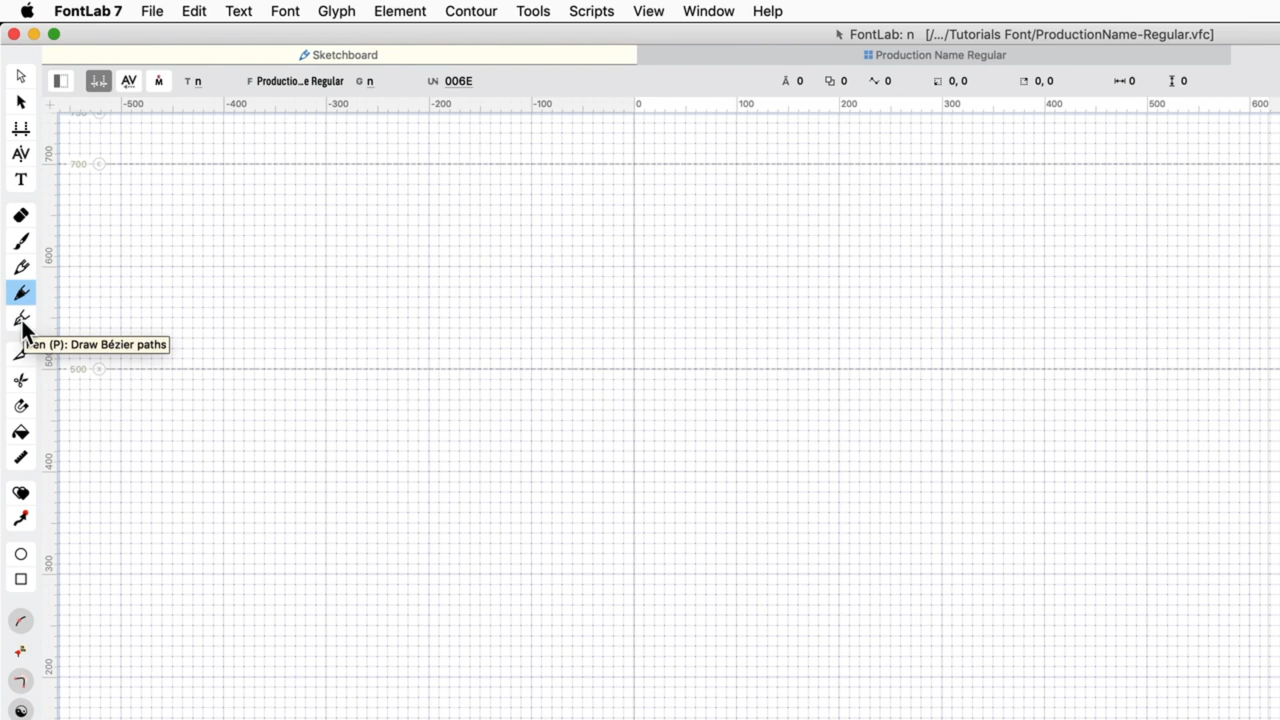 FontLab 7 File Edit Text Font Glyph Element Contour Tools Scripts View Window Help
FontLab: n [/.../Tutorials Font/ProductionName-Regular.vfc]
Sketchboard Production Name Regular
T n F Productio...e Regular G n UN 006E Ā 0 0 0 0, 0 0, 0 0 0
-500 -400 -300 -200 -100 0 100 200 300 400 500 600
700
700
600
Pen (P): Draw Bézier paths
500
500
400
300
200